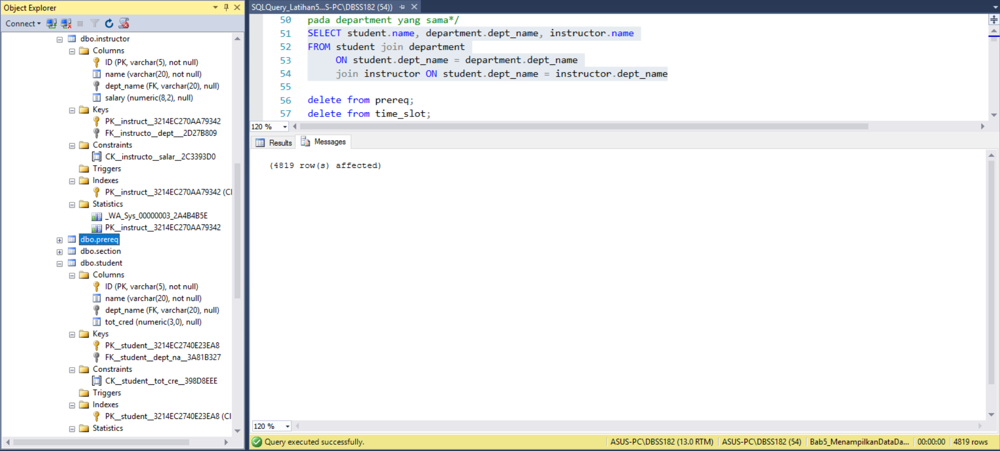 Object Explorer
Connect
dbo.instructor
Columns
ID (PK, varchar(5), not null)
name (varchar(20), not null)
dept_name (FK, varchar(20), null)
salary (numeric(8,2), null)
Keys
PK__instruct__3214EC270AA79342
FK__instructo__dept___2D27B809
Constraints
CK__instructo__salar__2C3393D0
Triggers
Indexes
PK__instruct__3214EC270AA79342 (Cl
Statistics
_WA_Sys_00000003_2A4B4B5E
PK__instruct__3214EC270AA79342
dbo.prereq
dbo.section
dbo.student
Columns
ID (PK, varchar(5), not null)
name (varchar(20), not null)
dept_name (FK, varchar(20), null)
tot_cred (numeric(3,0), null)
Keys
PK__student__3214EC2740E23EA8
FK__student__dept_na__3A81B327
Constraints
CK__student__tot_cre__398D8EEE
Triggers
Indexes
PK__student__3214EC2740E23EA8 (Cl
Statistics
SQLQuery_Latihan5...S-PC\DBSS182 (54))
50 pada department yang sama*/
51 SELECT student.name, department.dept_name, instructor.name
52 FROM student join department
53 ON student.dept_name = department.dept_name
54 join instructor ON student.dept_name = instructor.dept_name
55
56 delete from prereq;
57 delete from time_slot;
120 %
Results Messages
(4819 row(s) affected)
120 %
Query executed successfully. ASUS-PC\DBSS182 (13.0 RTM) ASUS-PC\DBSS182 (54) Bab5_MenampilkanDataDa... 00:00:00 4819 rows